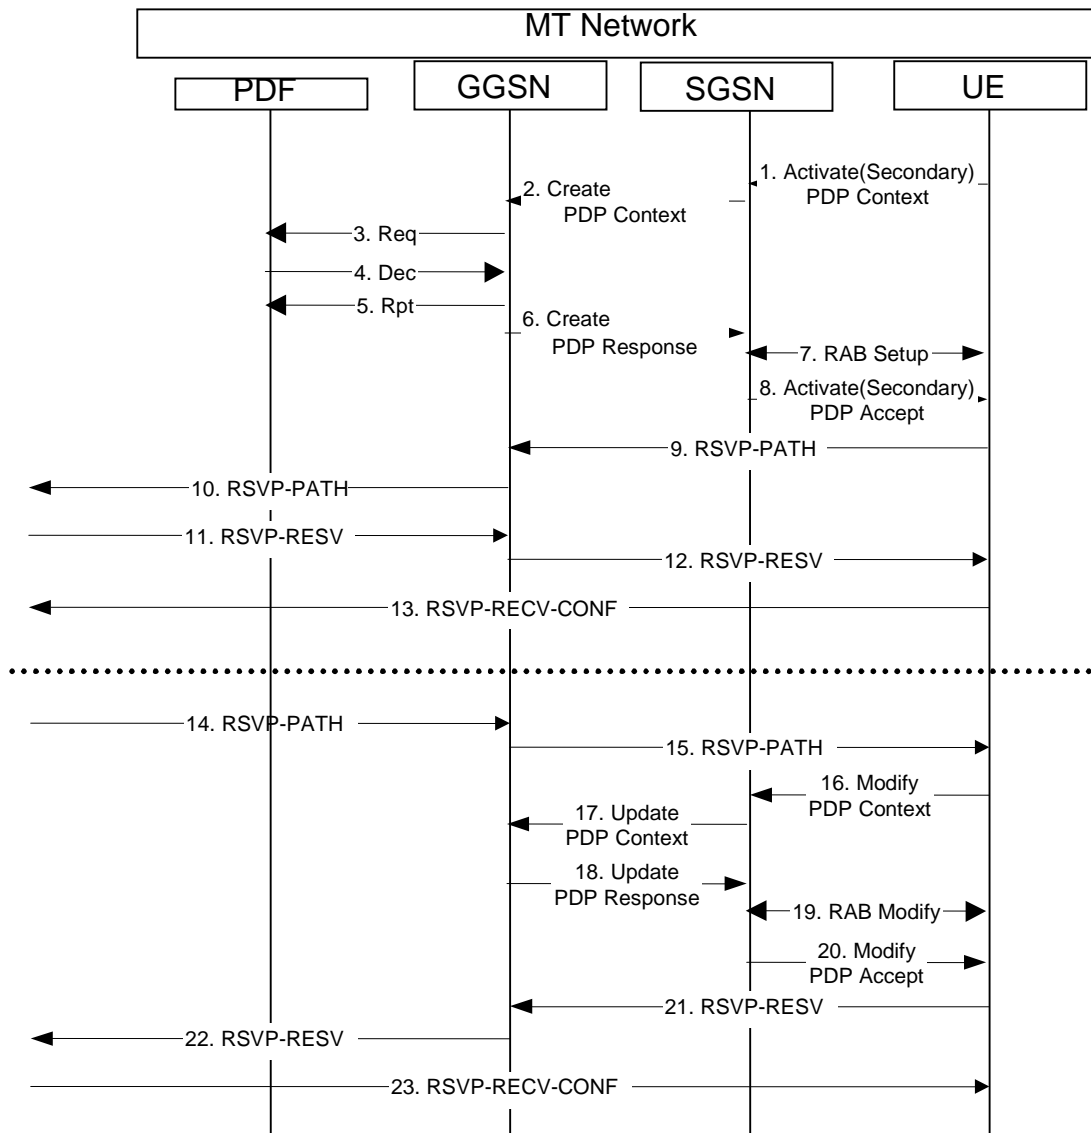 MT Network
PDF
GGSN
SGSN
UE
1. Activate(Secondary)
PDP Context
2. Create
PDP Context
3. Req
4. Dec
5. Rpt
6. Create
PDP Response
7. RAB Setup
8. Activate(Secondary)
PDP Accept
9. RSVP-PATH
10. RSVP-PATH
11. RSVP-RESV
12. RSVP-RESV
13. RSVP-RECV-CONF
14. RSVP-PATH
15. RSVP-PATH
16. Modify
PDP Context
17. Update
PDP Context
18. Update
PDP Response
19. RAB Modify
20. Modify
PDP Accept
21. RSVP-RESV
22. RSVP-RESV
23. RSVP-RECV-CONF